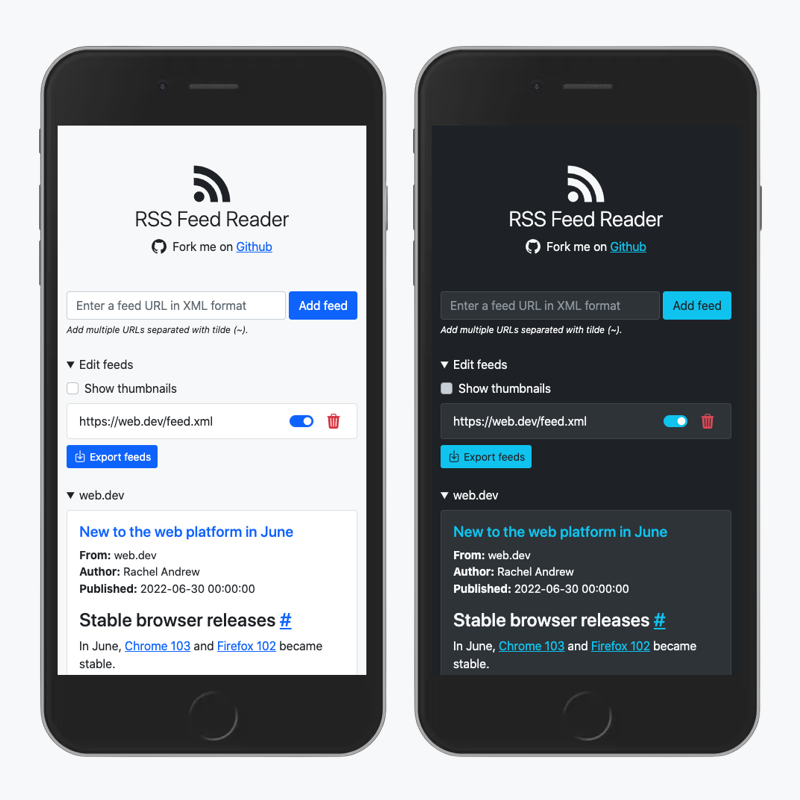 RSS Feed Reader
Fork me on Github
Enter a feed URL in XML format
Add feed
Add multiple URLs separated with tilde (~).
Edit feeds
Show thumbnails
https://web.dev/feed.xml
Export feeds
web.dev
New to the web platform in June
From: web.dev
Author: Rachel Andrew
Published: 2022-06-30 00:00:00
Stable browser releases #
In June, Chrome 103 and Firefox 102 became
stable.
RSS Feed Reader
Fork me on Github
Enter a feed URL in XML format
Add feed
Add multiple URLs separated with tilde (~).
Edit feeds
Show thumbnails
https://web.dev/feed.xml
Export feeds
web.dev
New to the web platform in June
From: web.dev
Author: Rachel Andrew
Published: 2022-06-30 00:00:00
Stable browser releases #
In June, Chrome 103 and Firefox 102 became
stable.